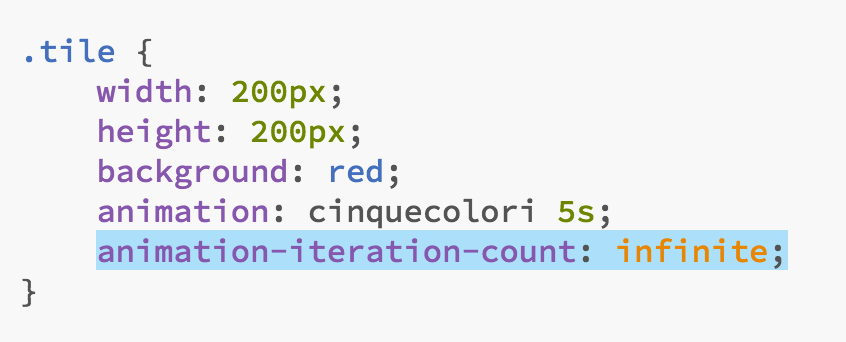 .tile {
    width: 200px;
    height: 200px;
    background: red;
    animation: cinquecolori 5s;
    animation-iteration-count: infinite;
}